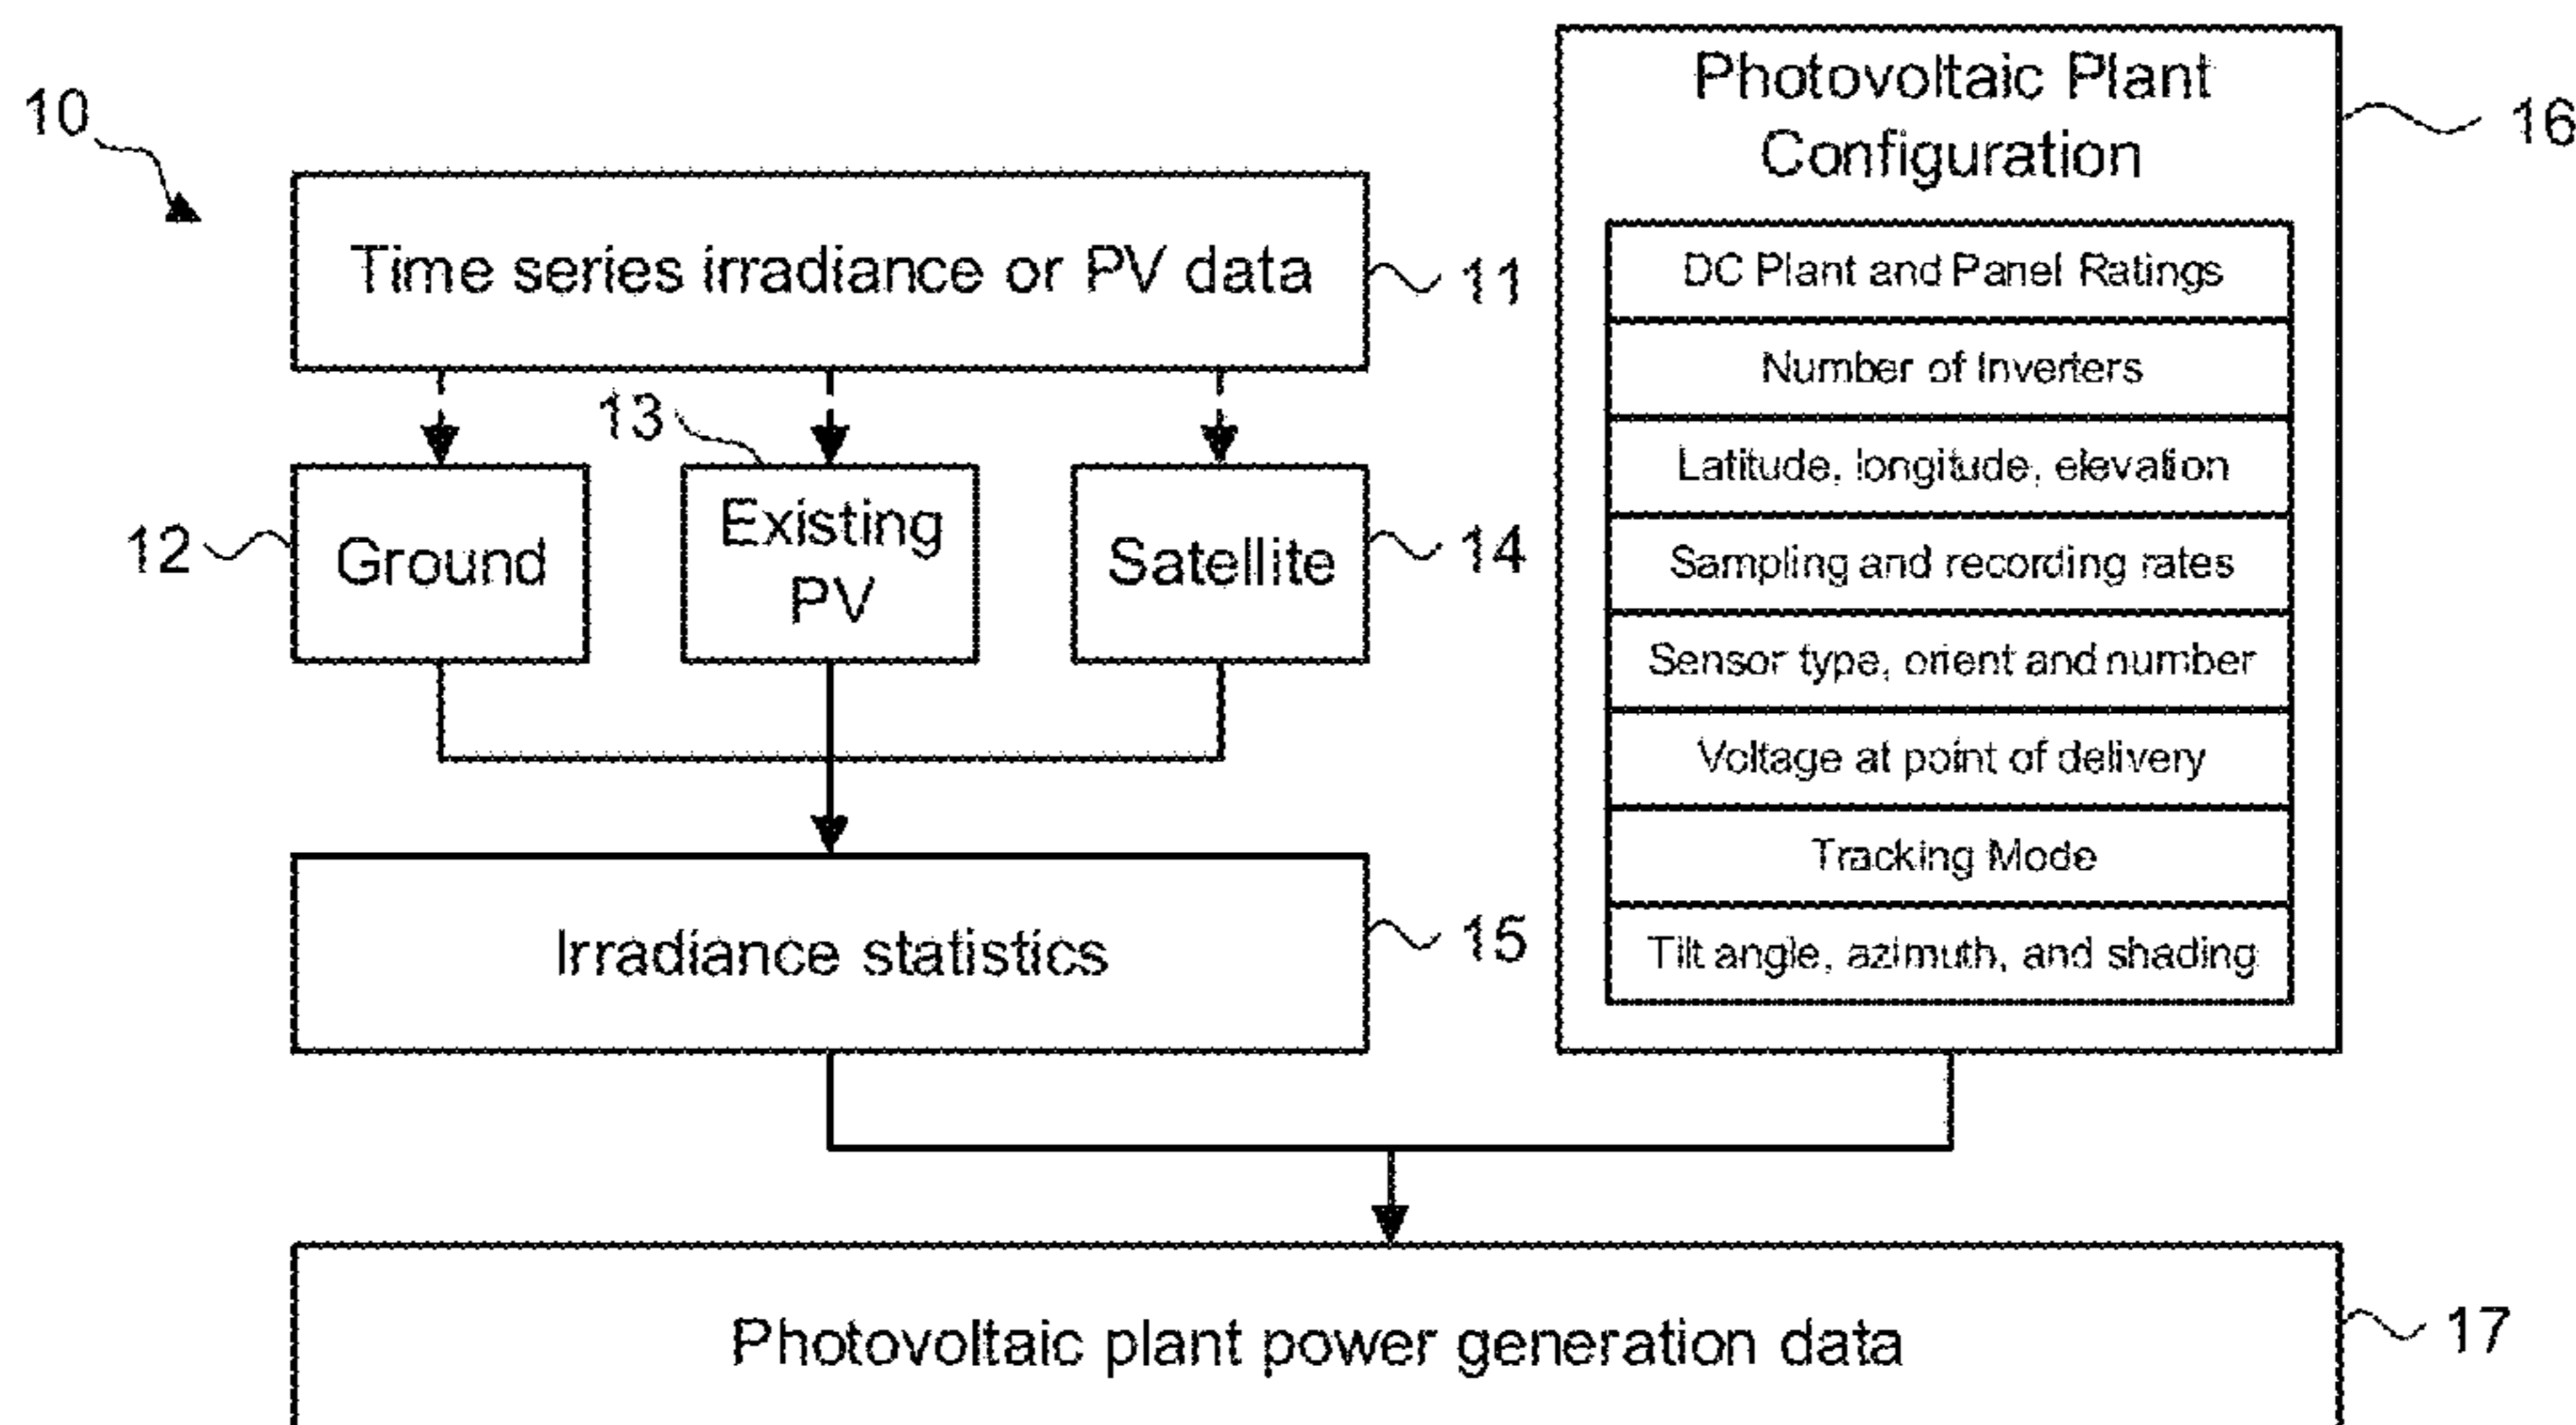 10
Time series irradiance or PV data
11
12
Ground
13
Existing
PV
Satellite
14
Irradiance statistics
15
Photovoltaic Plant
Configuration
16
DC Plant and Panel Ratings
Number of Inverters
Latitude, longitude, elevation
Sampling and recording rates
Sensor type, orient and number
Voltage at point of delivery
Tracking Mode
Tilt angle, azimuth, and shading
Photovoltaic plant power generation data
17